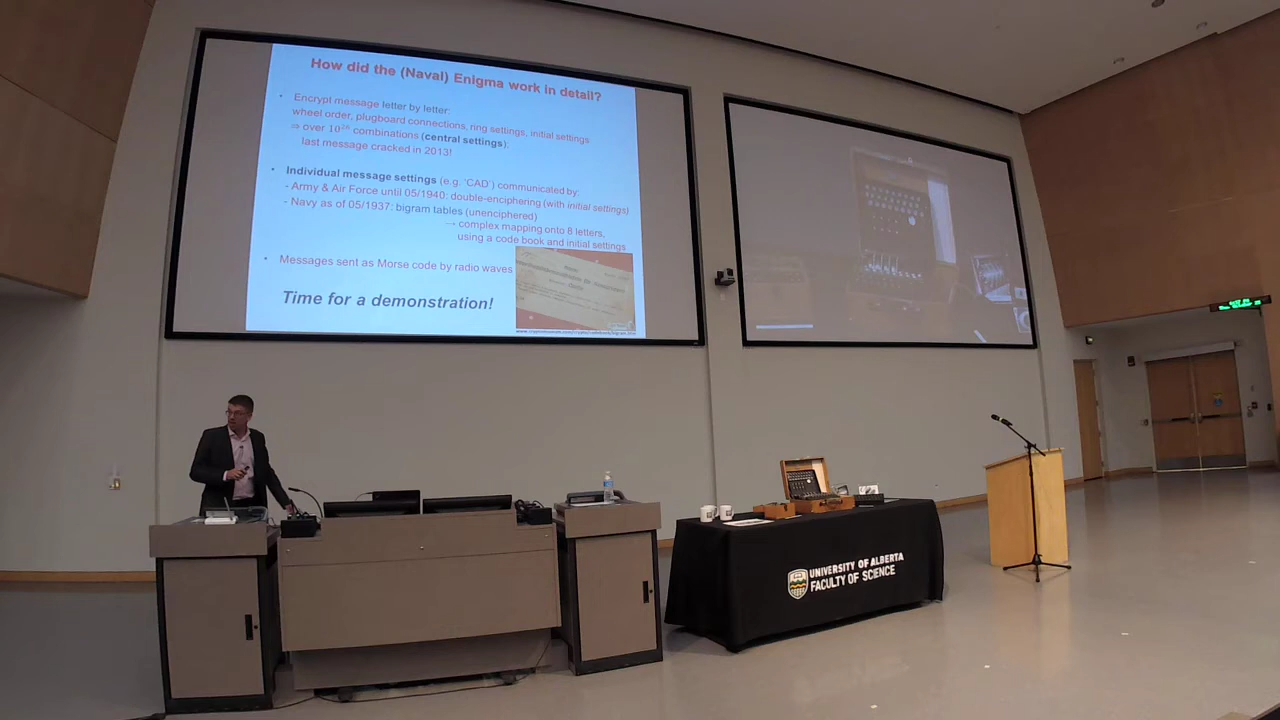 How did the (Naval) Enigma work in detail?
• Encrypt message letter by letter:
wheel order, plugboard connections, ring settings, initial settings
⇒ over 10²⁰ combinations (central settings);
last message cracked in 2013!
• Individual message settings (e.g. 'CAD') communicated by:
- Army & Air Force until 05/1940: double-enciphering (with initial settings)
- Navy as of 05/1937: bigram tables (unenciphered)
→ complex mapping onto 8 letters,
using a code book and initial settings
• Messages sent as Morse code by radio waves
Time for a demonstration!
UNIVERSITY OF ALBERTA
FACULTY OF SCIENCE